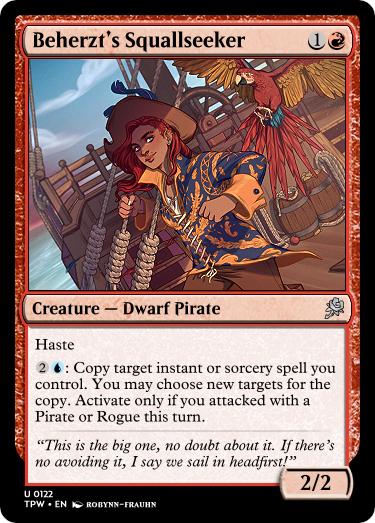 Beherzt's Squallseeker 1
Creature — Dwarf Pirate
Haste
2: Copy target instant or sorcery spell you
control. You may choose new targets for
the copy. Activate only if you attacked with a
Pirate or Rogue this turn.
"This is the big one, no doubt about it. If there's
no avoiding it, I say we sail in headfirst!"
2/2
U 0122
TPW • EN ROBYNN-FRAUHN